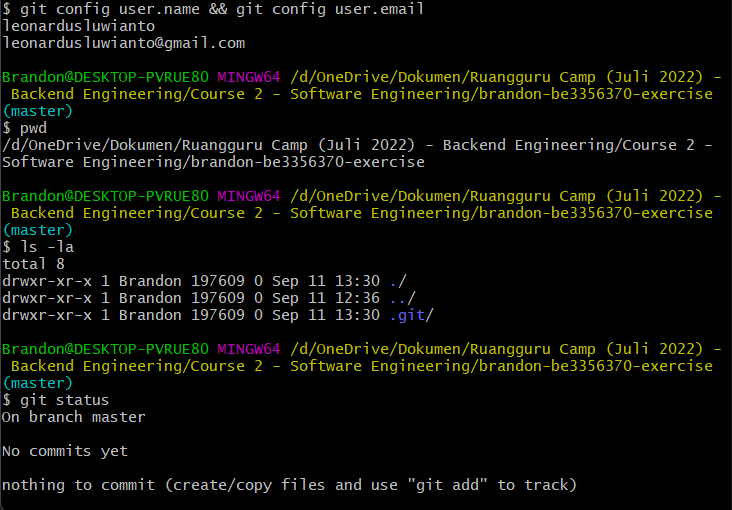 $ git config user.name && git config user.email
leonardusluwianto
leonardusluwianto@gmail.com
Brandon@DESKTOP-PVRUE80 MINGW64 /d/OneDrive/Dokumen/Ruangguru Camp (Juli 2022) -
Backend Engineering/Course 2 - Software Engineering/brandon-be3356370-exercise
(master)
$ pwd
/d/OneDrive/Dokumen/Ruangguru Camp (Juli 2022) - Backend Engineering/Course 2 -
Software Engineering/brandon-be3356370-exercise
Brandon@DESKTOP-PVRUE80 MINGW64 /d/OneDrive/Dokumen/Ruangguru Camp (Juli 2022) -
Backend Engineering/Course 2 - Software Engineering/brandon-be3356370-exercise
(master)
$ ls -la
total 8
drwxr-xr-x 1 Brandon 197609 0 Sep 11 13:30 ./
drwxr-xr-x 1 Brandon 197609 0 Sep 11 12:36 ../
drwxr-xr-x 1 Brandon 197609 0 Sep 11 13:30 .git/
Brandon@DESKTOP-PVRUE80 MINGW64 /d/OneDrive/Dokumen/Ruangguru Camp (Juli 2022) -
Backend Engineering/Course 2 - Software Engineering/brandon-be3356370-exercise
(master)
$ git status
On branch master
No commits yet
nothing to commit (create/copy files and use "git add" to track)